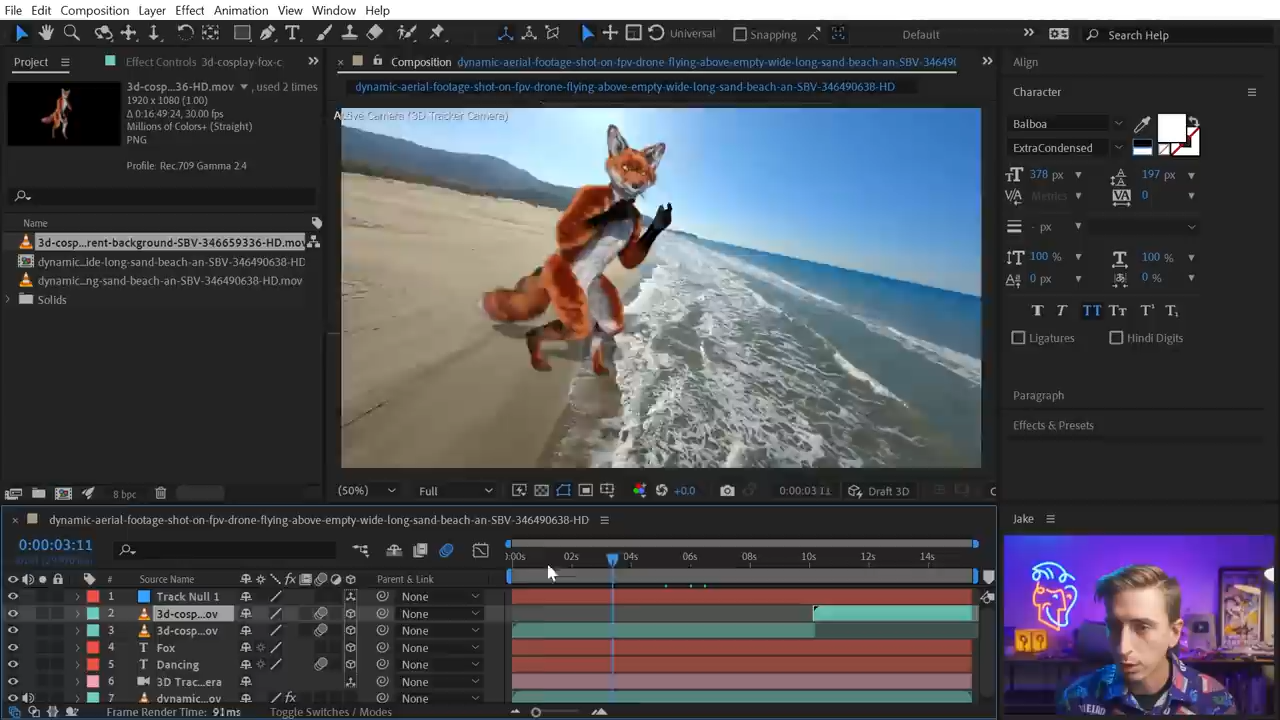 File Edit Composition Layer Effect Animation View Window Help
Universal
Snapping
Default
Search Help
Project
Effect Controls 3d-cosplay-fox-c
Composition dynamic-aerial-footage-shot-on-fpv-drone-flying-above-empty-wide-long-sand-beach-an-SBV-34649(
dynamic-aerial-footage-shot-on-fpv-drone-flying-above-empty-wide-long-sand-beach-an-SBV-346490638-HD
3d-cosp...36-HD.mov , used 2 times
1920 x 1080 (1.00)
Δ 0:16:49:24, 30.00 fps
Millions of Colors+ (Straight)
PNG
Profile: Rec.709 Gamma 2.4
Name
3d-cosp...rent-background-SBV-346659336-HD.mov
dynamic...ide-long-sand-beach-an-SBV-346490638-HD
dynamic...ng-sand-beach-an-SBV-346490638-HD.mov
Solids
8 bpc
Active Camera (3D Tracker Camera)
(50%)
Full
+0.0
0:00:03:11
Draft 3D
Align
Character
Balboa
ExtraCondensed
378 px
197 px
Metrics
0
- px
100 %
100 %
0 px
0 %
T T TT Tт T¹ T₁
Ligatures
Hindi Digits
Paragraph
Effects & Presets
Jake
dynamic-aerial-footage-shot-on-fpv-drone-flying-above-empty-wide-long-sand-beach-an-SBV-346490638-HD
0:00:03:11
:00s 02s 04s 06s 08s 10s 12s 14s
# Source Name
Parent & Link
1 Track Null 1 None
2 3d-cosp...ov None
3 3d-cosp...ov None
4 T Fox None
5 T Dancing None
6 3D Trac...era None
7 dynamic...ov None
Frame Render Time: 91ms
Toggle Switches / Modes